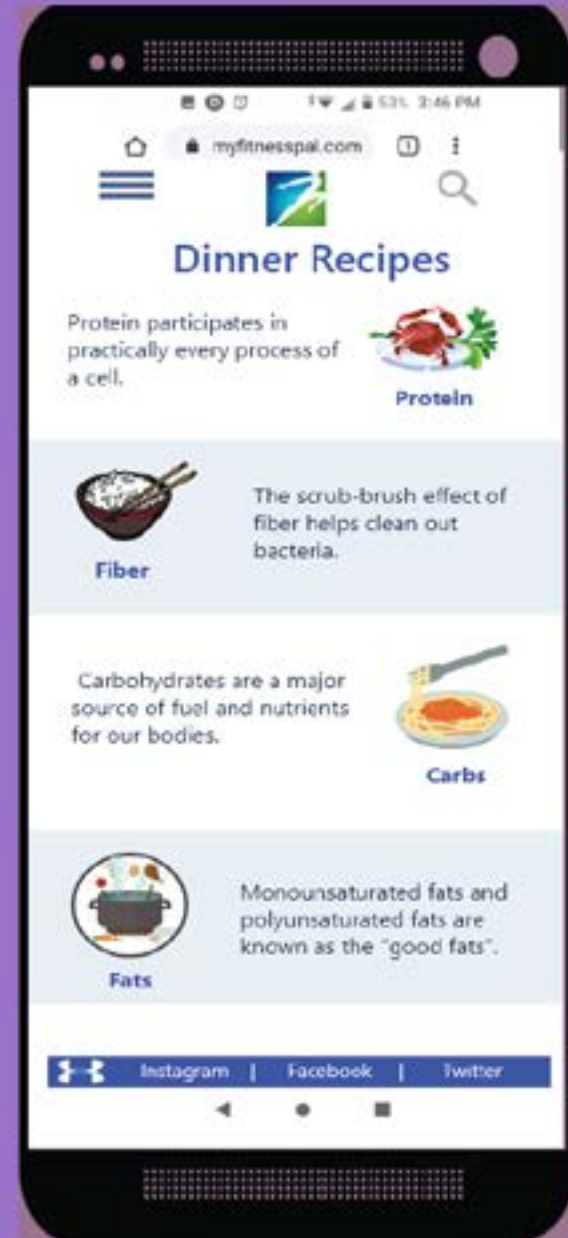 53% 3:46 PM
myfitnesspal.com 1
Dinner Recipes
Protein participates in
practically every process of
a cell.
Protein
The scrub-brush effect of
fiber helps clean out
bacteria.
Fiber
Carbohydrates are a major
source of fuel and nutrients
for our bodies.
Carbs
Monounsaturated fats and
polyunsaturated fats are
known as the "good fats".
Fats
Instagram | Facebook | Twitter